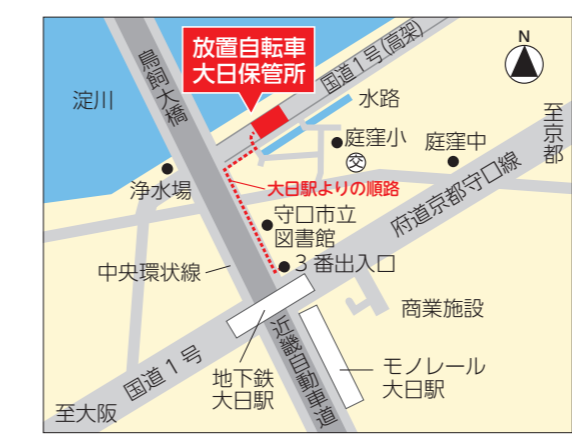 放置自転車
大日保管所
国道1号(高架)
N
鳥飼大橋
淀川
水路
至京都
庭窪小
交
庭窪中
浄水場
大日駅よりの順路
守口市立
図書館
府道京都守口線
中央環状線
3番出入口
商業施設
国道1号
地下鉄
大日駅
近畿自動車道
モノレール
大日駅
至大阪